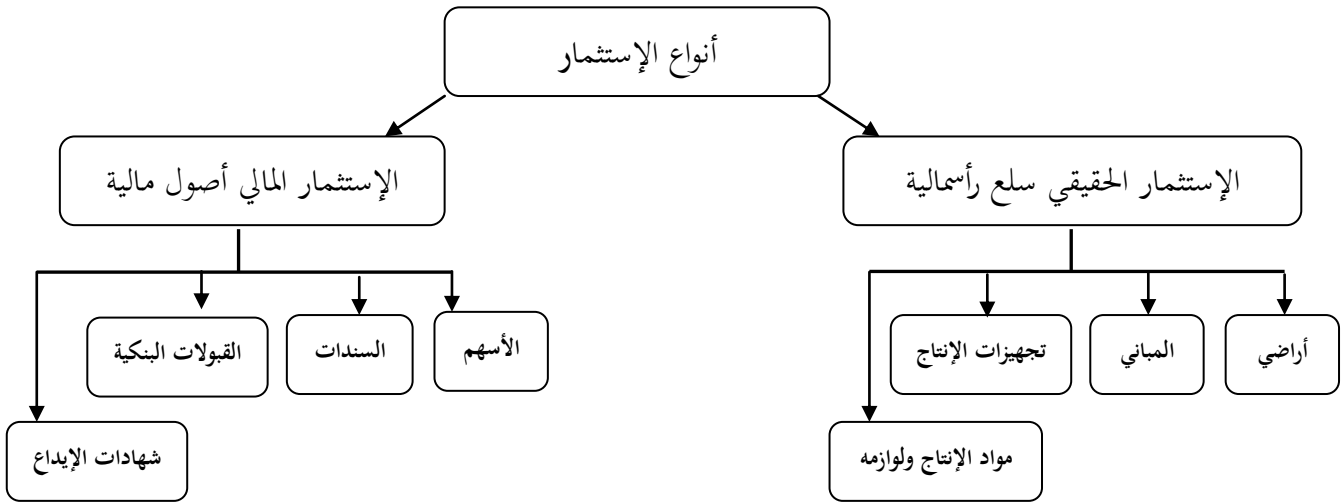 أنواع الإستثمار
الإستثمار الحقيقي سلع رأسمالية
الإستثمار المالي أصول مالية
أراضي
المباني
تجهيزات الإنتاج
مواد الإنتاج ولوازمه
الأسهم
السندات
القبولات البنكية
شهادات الإيداع